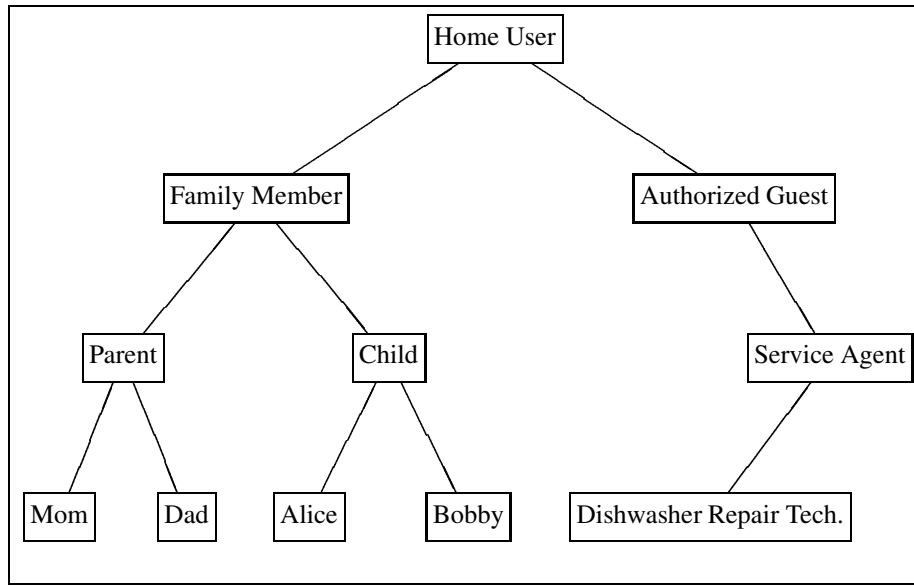 Home User
Family Member
Authorized Guest
Parent
Child
Service Agent
Mom
Dad
Alice
Bobby
Dishwasher Repair Tech.